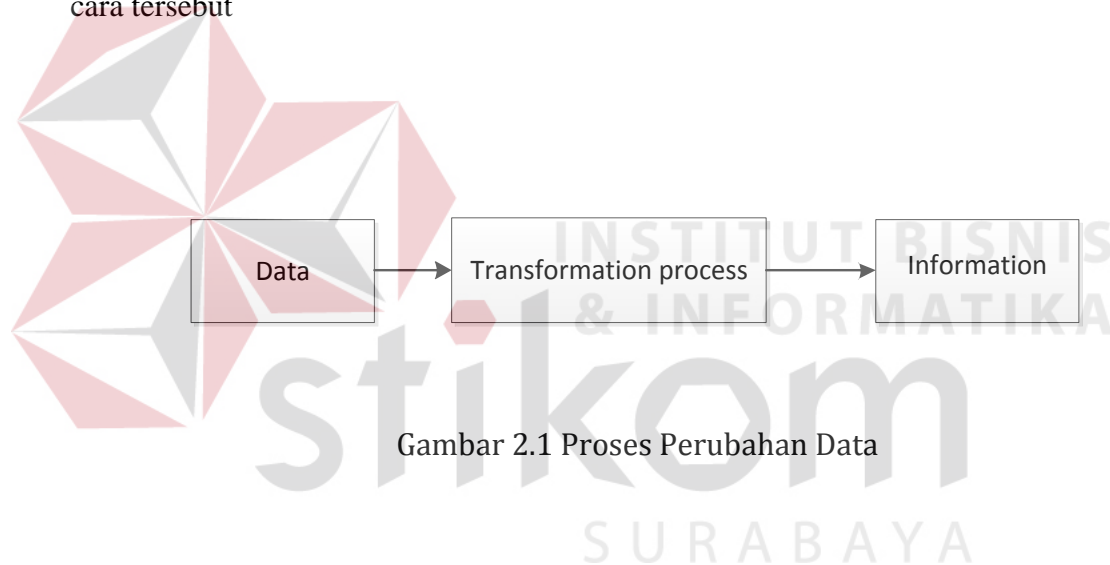 cara tersebut
INSTITUT BISNIS
Data
Transformation process
Information
& INFORMATIKA
stikom
Gambar 2.1 Proses Perubahan Data
SURABAYA